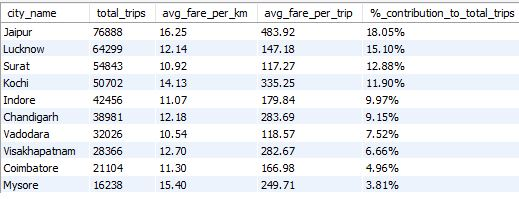 city_name total_trips avg_fare_per_km avg_fare_per_trip %_contribution_to_total_trips
Jaipur 76888 16.25 483.92 18.05%
Lucknow 64299 12.14 147.18 15.10%
Surat 54843 10.92 117.27 12.88%
Kochi 50702 14.13 335.25 11.90%
Indore 42456 11.07 179.84 9.97%
Chandigarh 38981 12.18 283.69 9.15%
Vadodara 32026 10.54 118.57 7.52%
Visakhapatnam 28366 12.70 282.67 6.66%
Coimbatore 21104 11.30 166.98 4.96%
Mysore 16238 15.40 249.71 3.81%